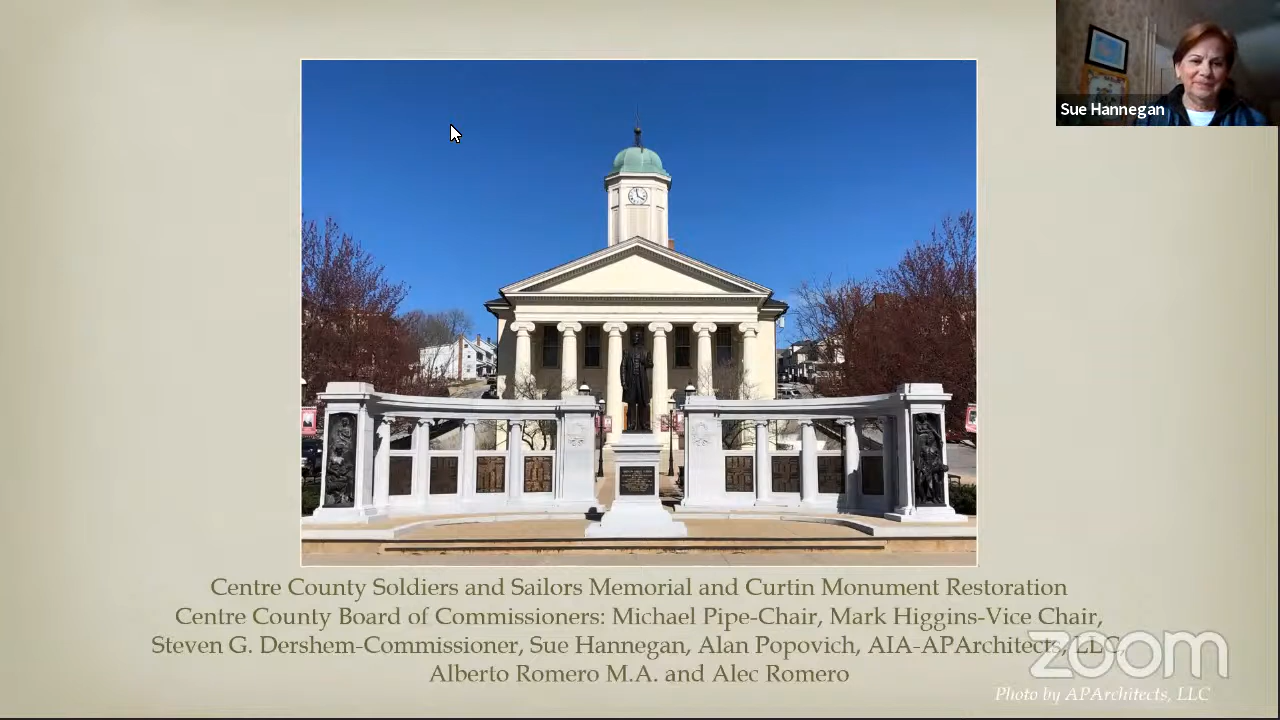 Sue Hannegan
Centre County Soldiers and Sailors Memorial and Curtin Monument Restoration
Centre County Board of Commissioners: Michael Pipe-Chair, Mark Higgins-Vice Chair,
Steven G. Dershem-Commissioner, Sue Hannegan, Alan Popovich, AIA-APArchitects, LLC,
Alberto Romero M.A. and Alec Romero
zoom
Photo by APArchitects, LLC